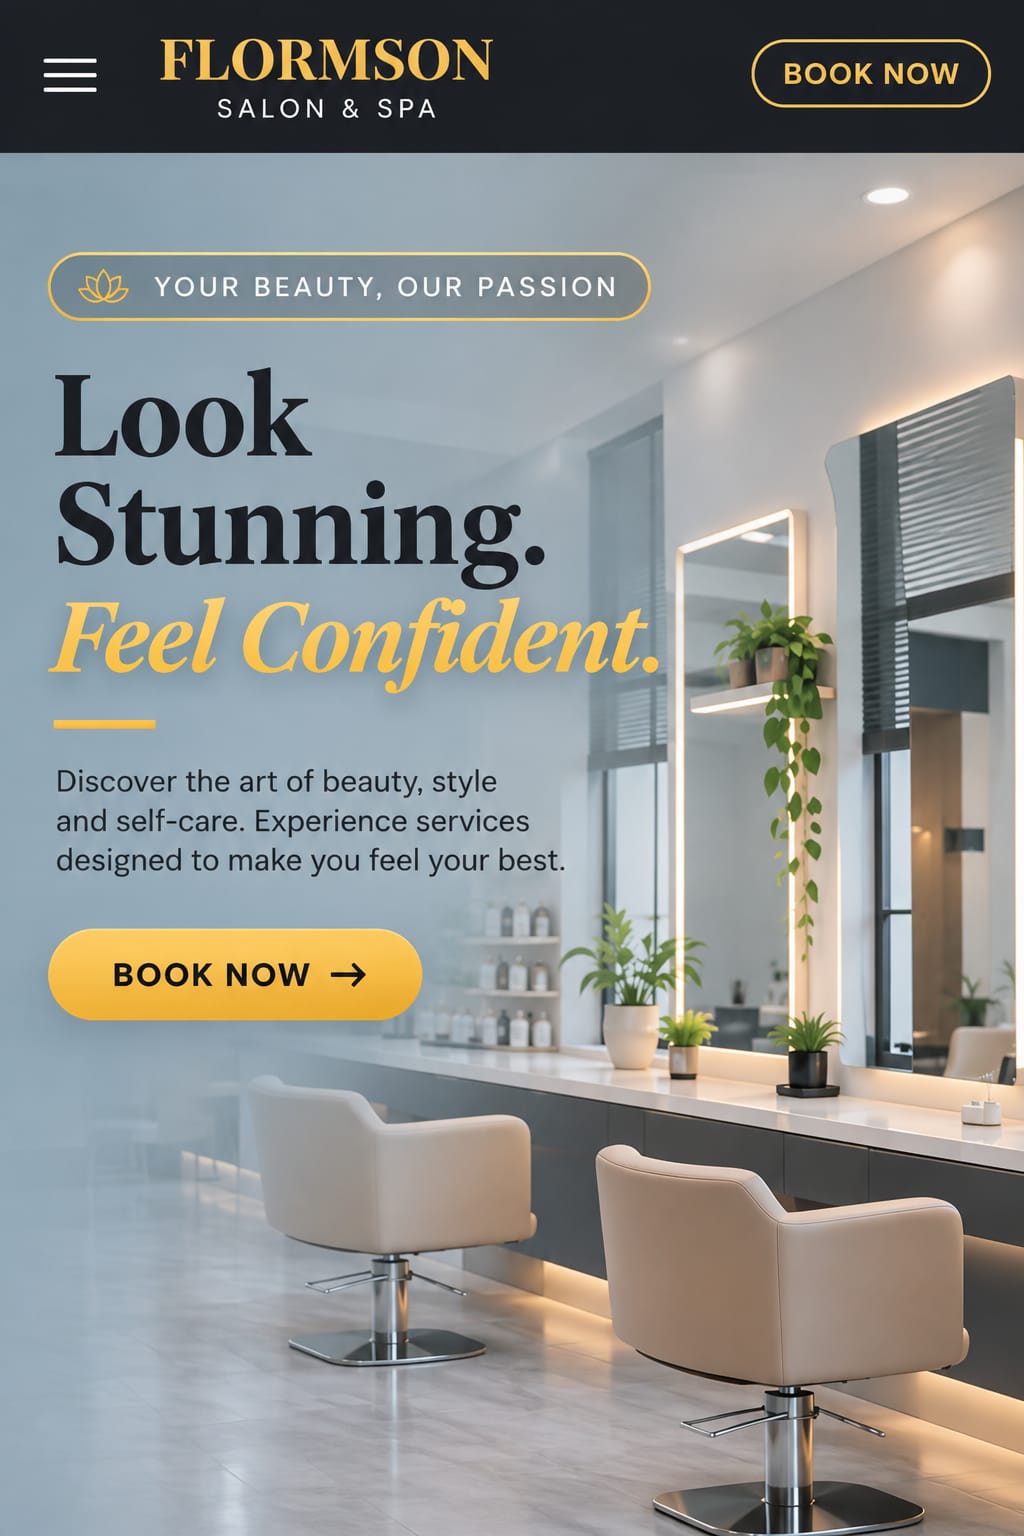 FLORMSON
SALON & SPA
BOOK NOW
YOUR BEAUTY, OUR PASSION
Look
Stunning.
Feel Confident.
Discover the art of beauty, style
and self-care. Experience services
designed to make you feel your best.
BOOK NOW →